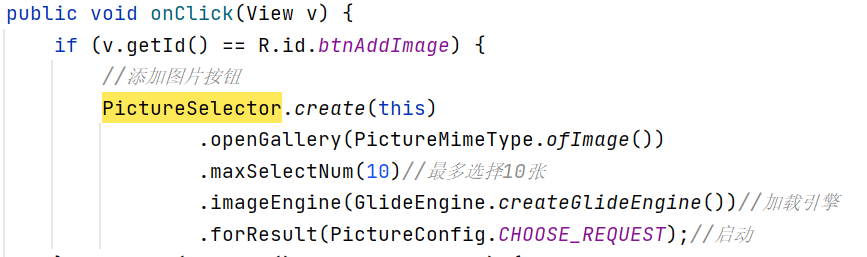 public void onClick(View v) {
if (v.getId() == R.id.btnAddImage) {
//添加图片按钮
PictureSelector.create(this)
.openGallery(PictureMimeType.ofImage())
.maxSelectNum(10)//最多选择10张
.imageEngine(GlideEngine.createGlideEngine())//加载引擎
.forResult(PictureConfig.CHOOSE_REQUEST);//启动